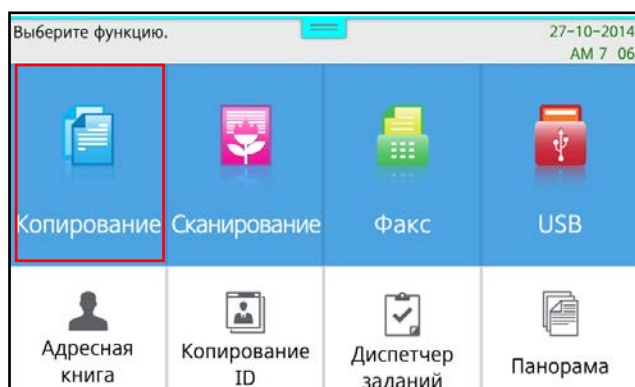 Выберите функцию.
27-10-2014
AM 7 06
Копирование
Сканирование
Факс
USB
Адресная
книга
Копирование
ID
Диспетчер
заданий
Панорама